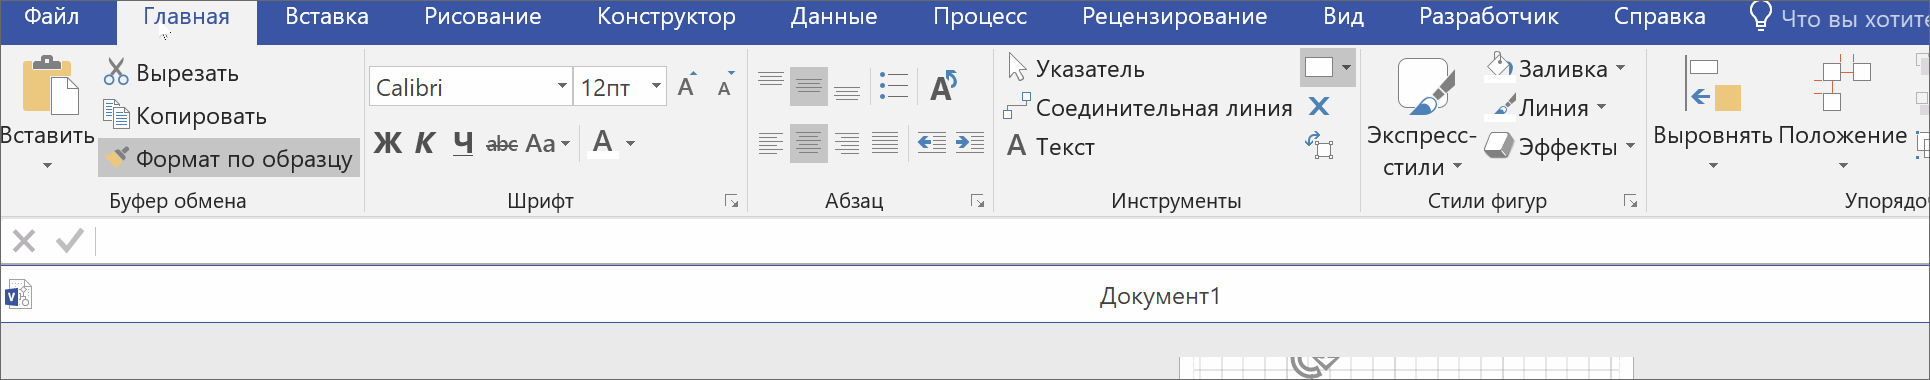 Файл Главная Вставка Рисование Конструктор Данные Процесс Рецензирование Вид Разработчик Справка Что вы хотите
Вставить
Вырезать
Копировать
Формат по образцу
Буфер обмена
Calibri 12пт A A
Ж К Ч abc Aa A
Шрифт
A
Абзац
Указатель
Соединительная линия
A Текст
Инструменты
Экспресс-
стили
Заливка
Линия
Эффекты
Стили фигур
Выровнять Положение
Документ1